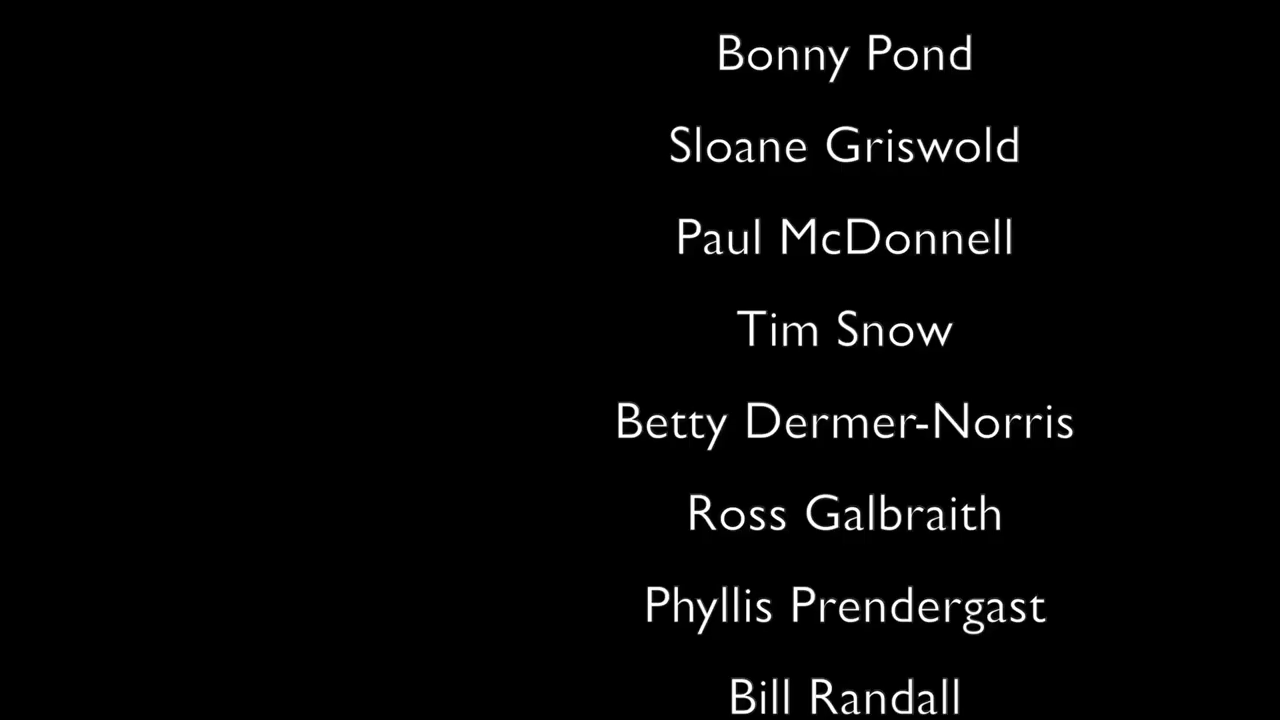 Bonny Pond
Sloane Griswold
Paul McDonnell
Tim Snow
Betty Dermer-Norris
Ross Galbraith
Phyllis Prendergast
Bill Randall